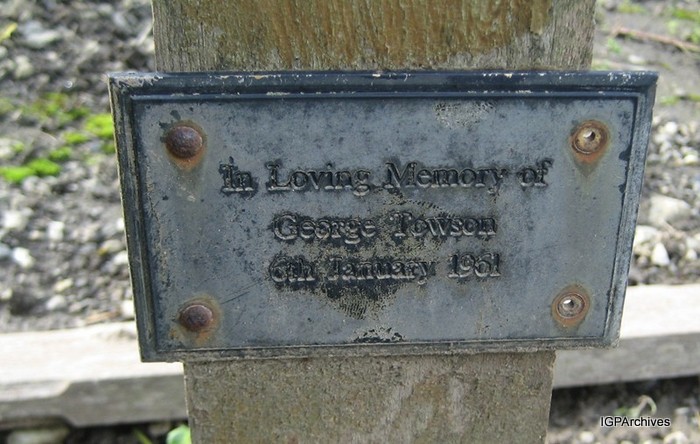 In Loving Memory of
George Towson
6th January 1961
IGPArchives